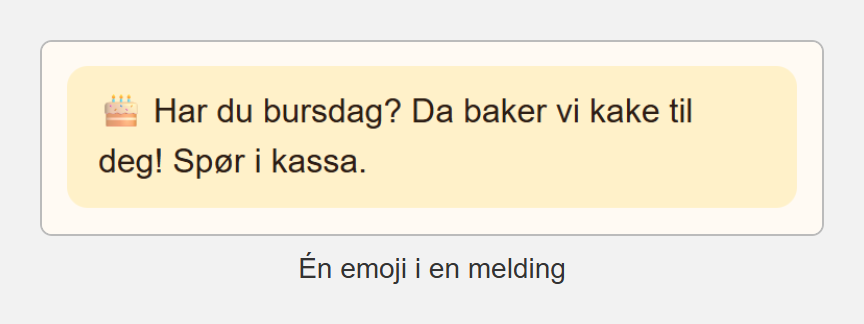 🎂 Har du bursdag? Da baker vi kake til
deg! Spør i kassa.
Én emoji i en melding